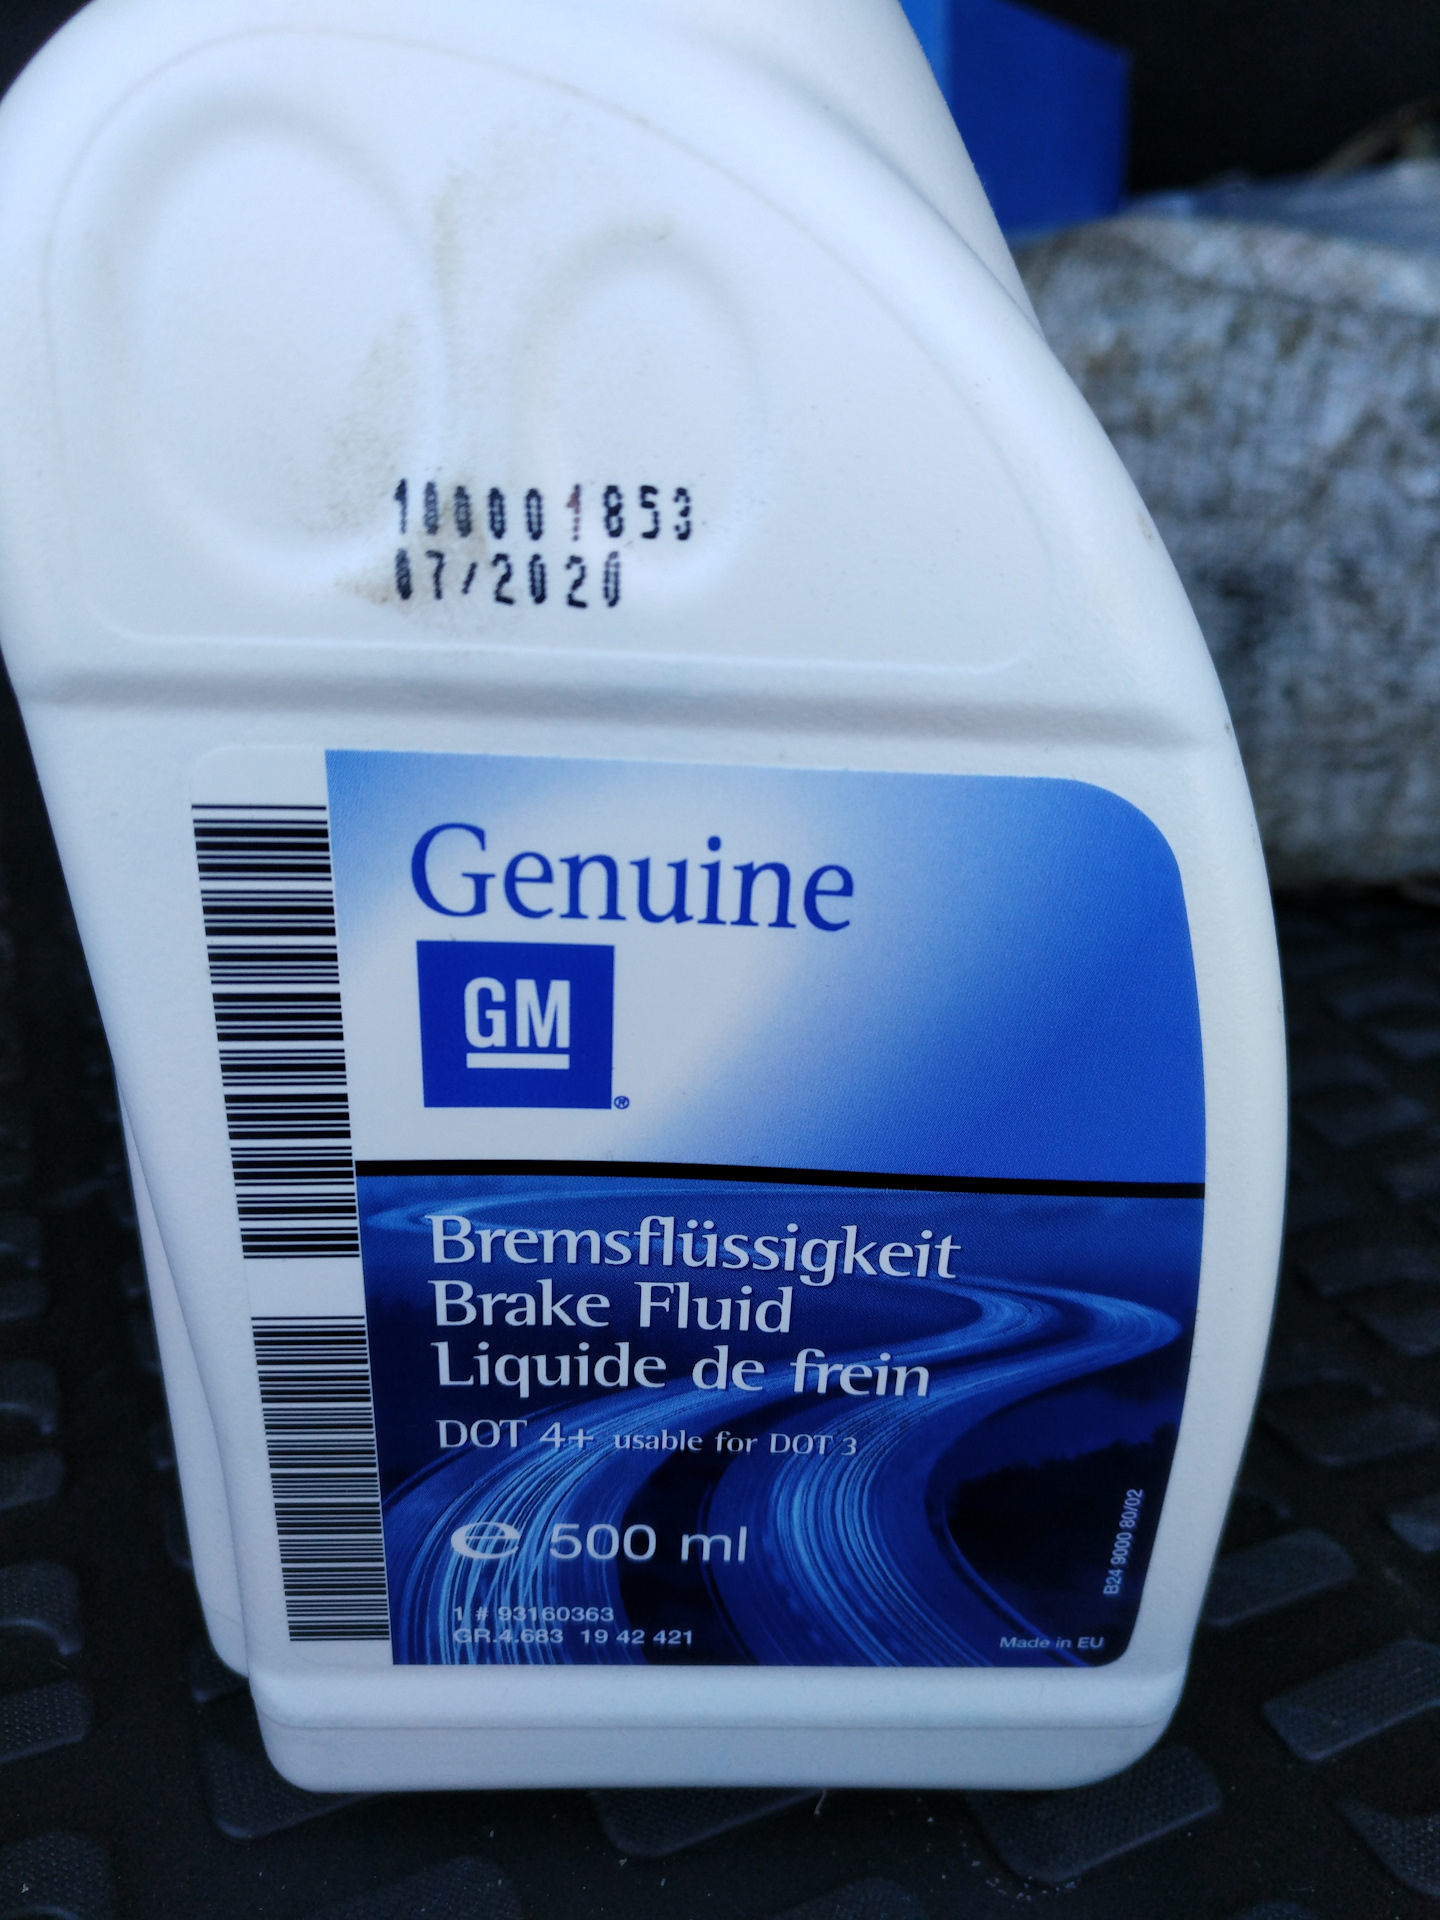 100001853
07/2020
Genuine
GM
®
Bremsflüssigkeit
Brake Fluid
Liquide de frein
DOT 4+ usable for DOT 3
℮ 500 ml
1 # 93160363
GR.4.683 19 42 421
B24 9000 80/02
Made in EU